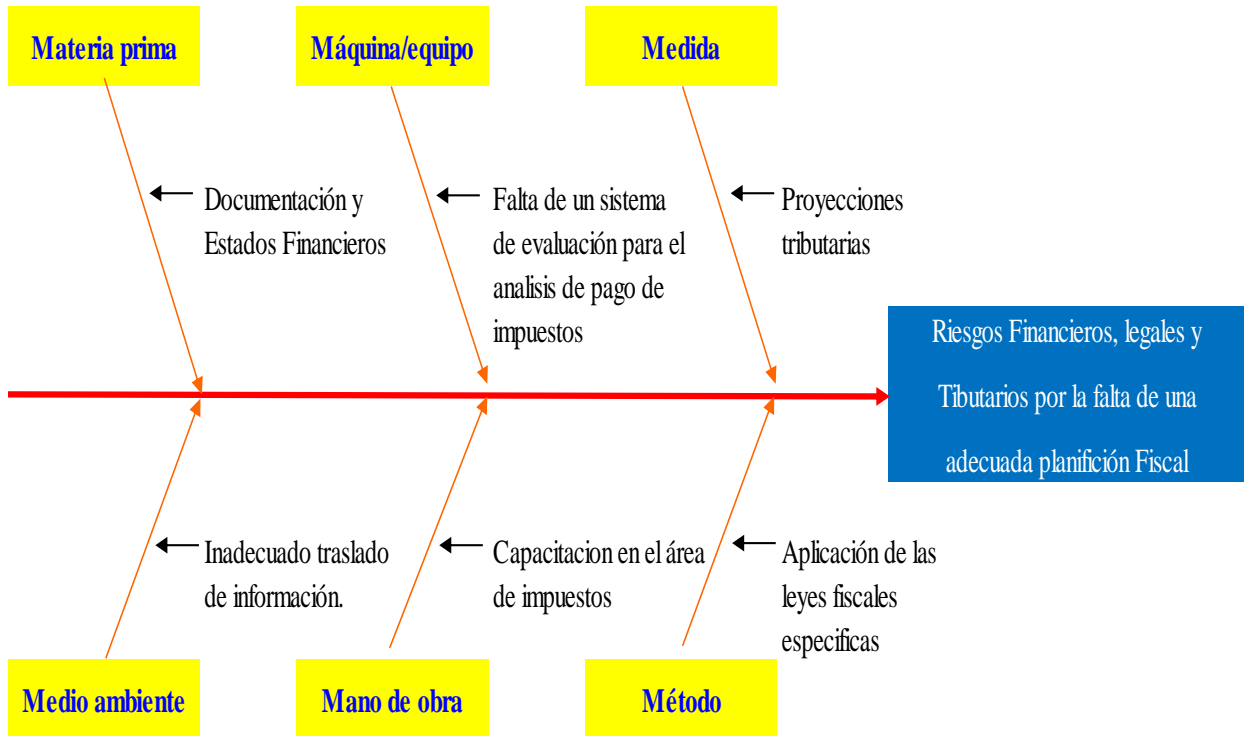 Materia prima
Máquina/equipo
Medida
Documentación y
Estados Financieros
Falta de un sistema
de evaluación para el
analisis de pago de
impuestos
Proyecciones
tributarias
Riesgos Financieros, legales y
Tibutarios por la falta de una
adecuada planifición Fiscal
Inadecuado traslado
de información.
Capacitacion en el área
de impuestos
Aplicación de las
leyes fiscales
especificas
Medio ambiente
Mano de obra
Método